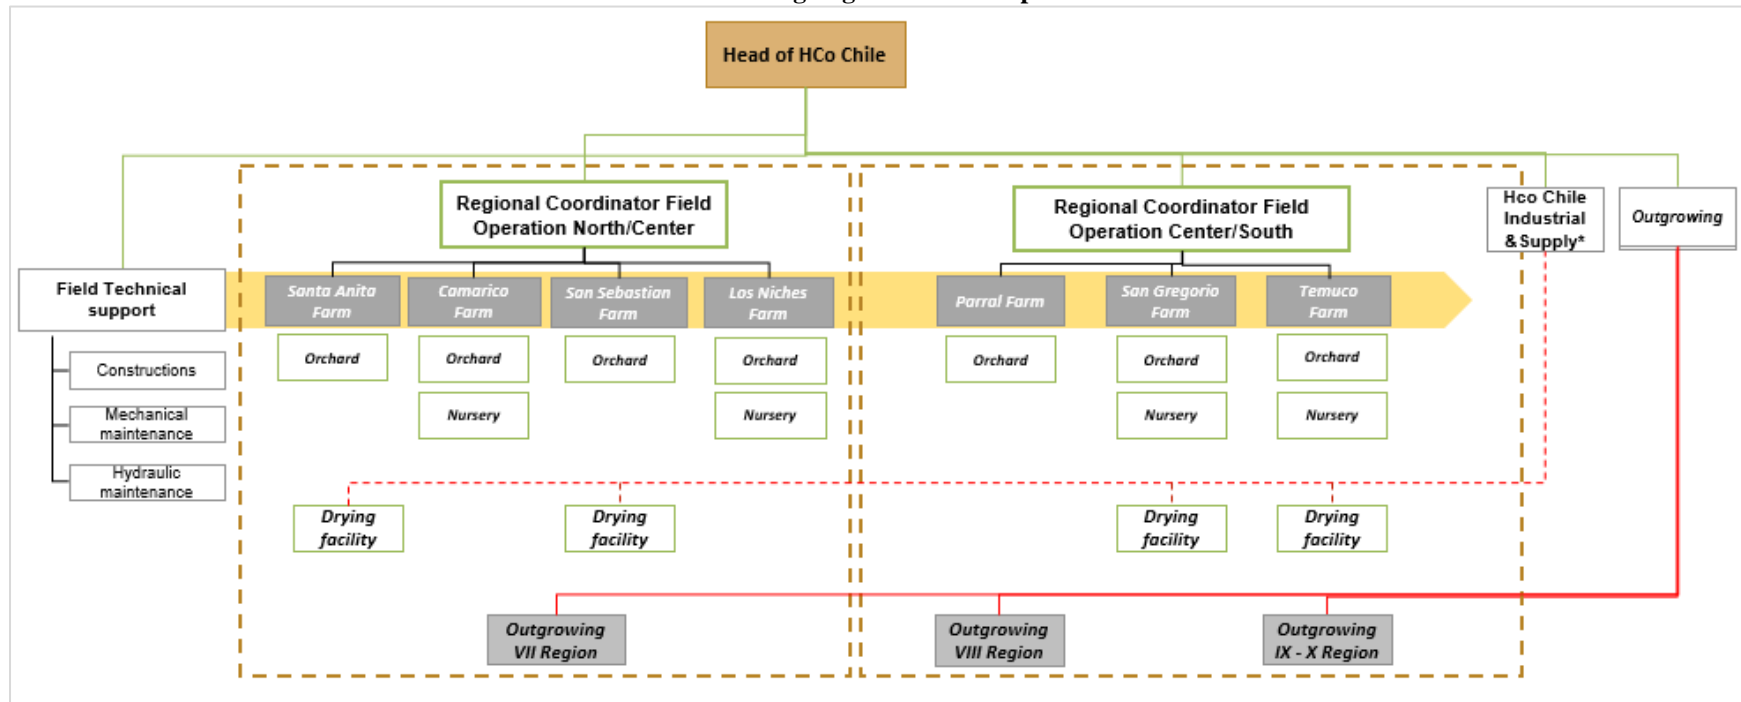 Head of HCo Chile
Regional Coordinator Field
Operation North/Center
Regional Coordinator Field
Operation Center/South
Hco Chile
Industrial
& Supply*
Outgrowing
Field Technical
support
Santa Anita
Farm
Camarico
Farm
San Sebastian
Farm
Los Niches
Farm
Parral Farm
San Gregorio
Farm
Temuco
Farm
Constructions
Mechanical
maintenance
Hydraulic
maintenance
Orchard
Orchard
Orchard
Orchard
Orchard
Orchard
Orchard
Nursery
Nursery
Nursery
Nursery
Drying
facility
Drying
facility
Drying
facility
Drying
facility
Outgrowing
VII Region
Outgrowing
VIII Region
Outgrowing
IX - X Region